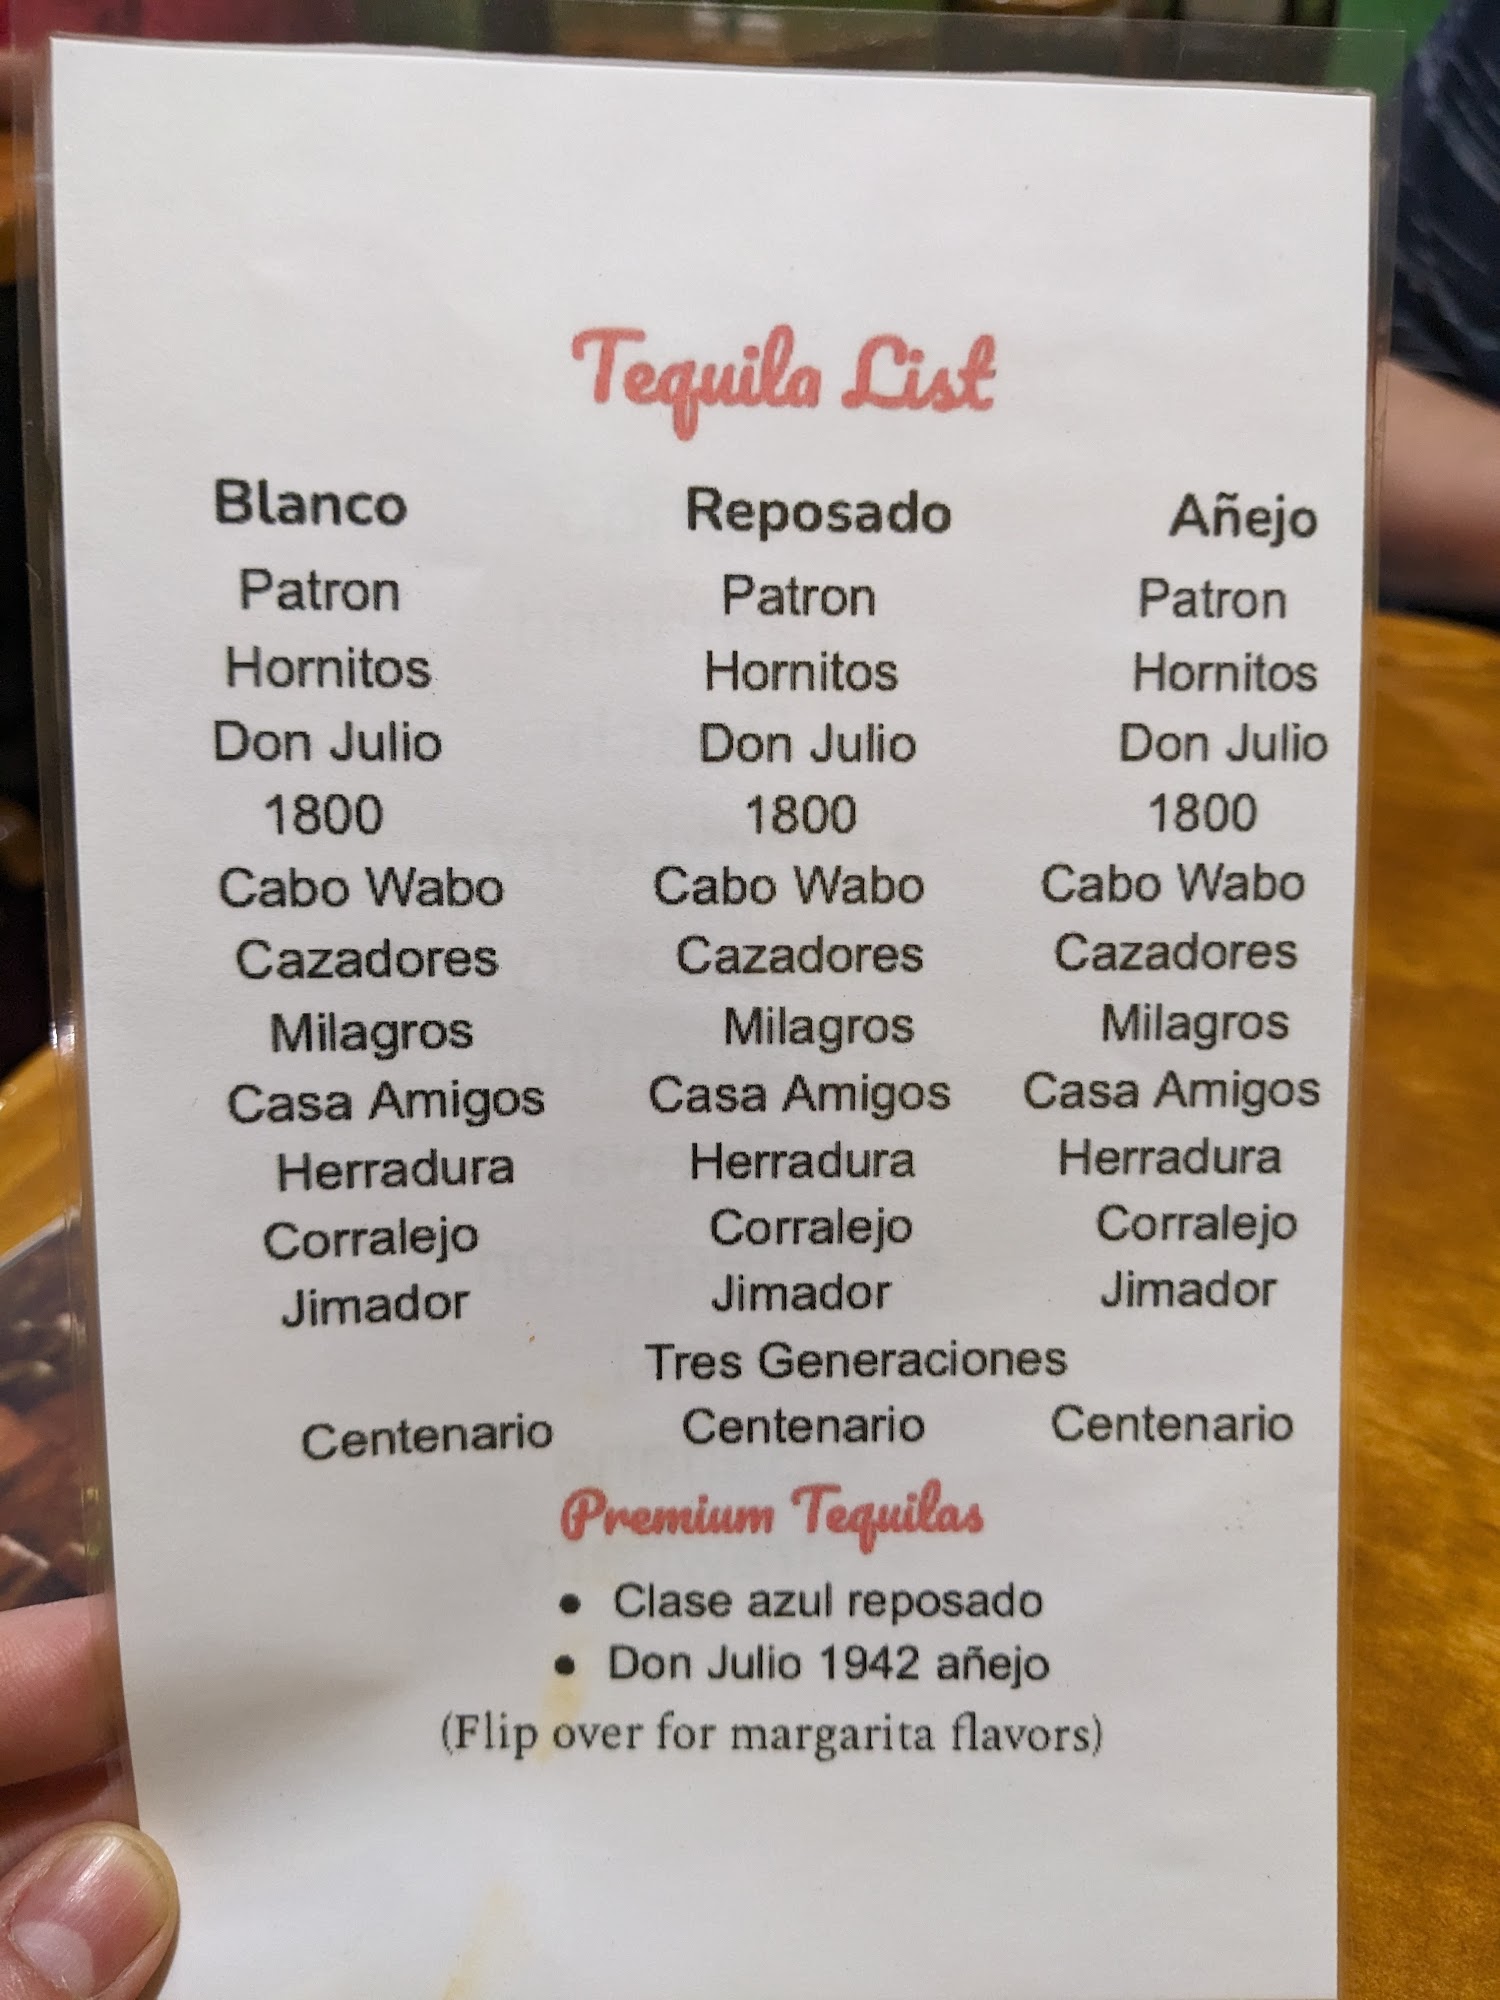 Tequila List
Blanco Reposado Añejo
Patron Patron Patron
Hornitos Hornitos Hornitos
Don Julio Don Julio Don Julio
1800 1800 1800
Cabo Wabo Cabo Wabo Cabo Wabo
Cazadores Cazadores Cazadores
Milagros Milagros Milagros
Casa Amigos Casa Amigos Casa Amigos
Herradura Herradura Herradura
Corralejo Corralejo Corralejo
Jimador Jimador Jimador
Tres Generaciones
Centenario Centenario Centenario
Premium Tequilas
• Clase azul reposado
• Don Julio 1942 añejo
(Flip over for margarita flavors)